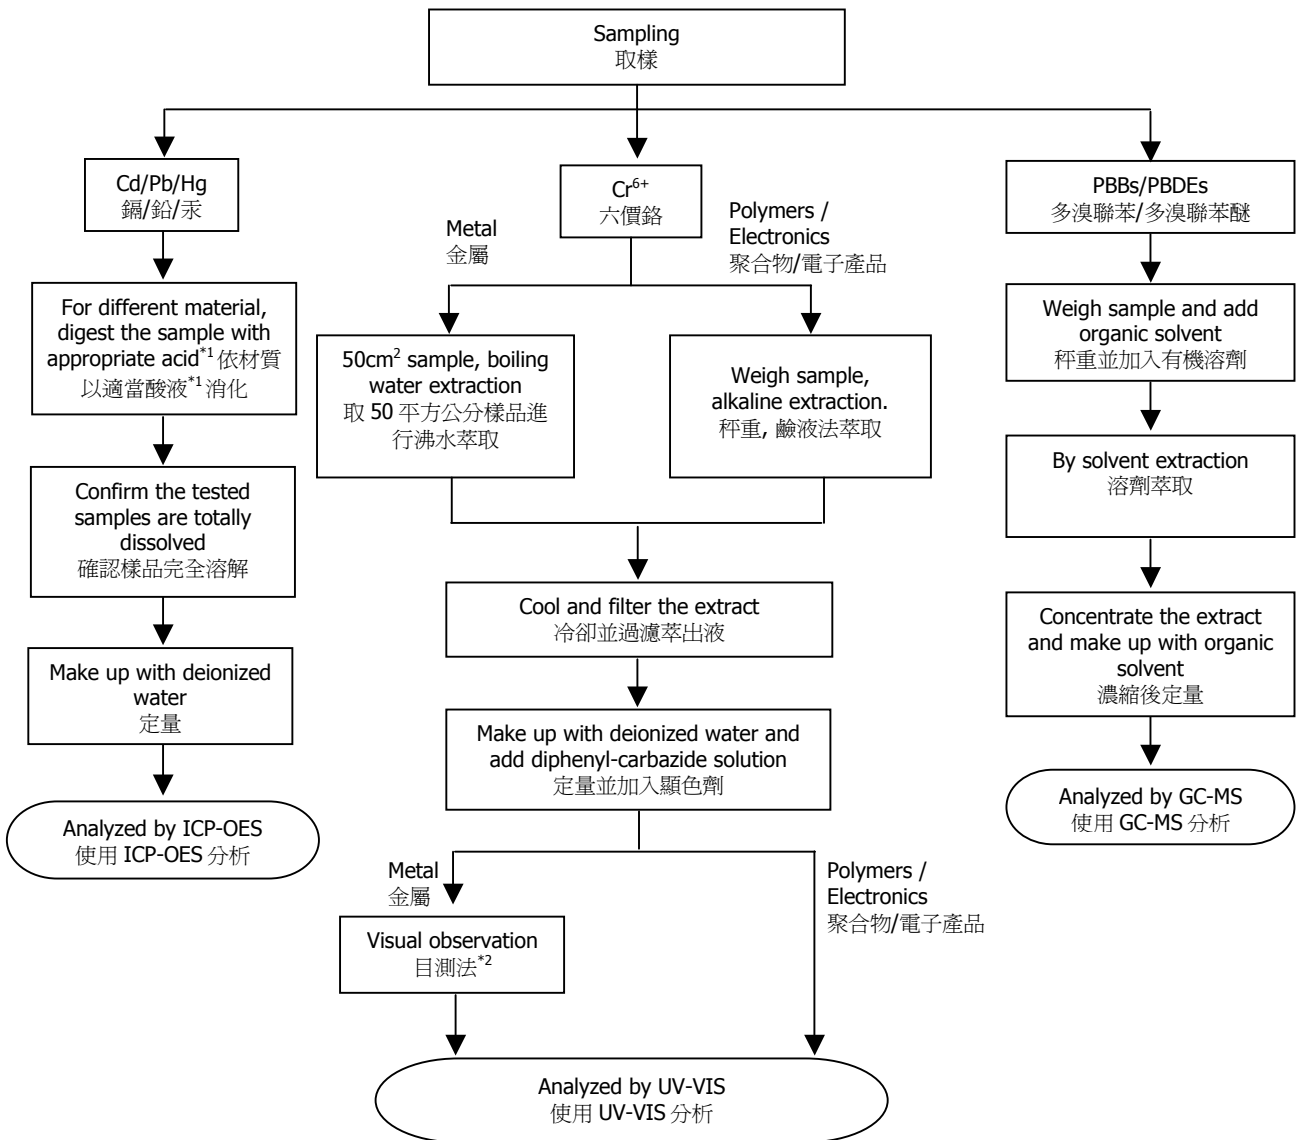 Sampling
取樣
Cd/Pb/Hg
鎘/鉛/汞
For different material,
digest the sample with
appropriate acid*1 依材質
以適當酸液*1 消化
Confirm the tested
samples are totally
dissolved
確認樣品完全溶解
Make up with deionized
water
定量
Analyzed by ICP-OES
使用 ICP-OES 分析
Cr6+
六價鉻
Metal
金屬
Polymers /
Electronics
聚合物/電子產品
50cm2 sample, boiling
water extraction
取 50 平方公分樣品進
行沸水萃取
Weigh sample,
alkaline extraction.
秤重, 鹼液法萃取
Cool and filter the extract
冷卻並過濾萃出液
Make up with deionized water and
add diphenyl-carbazide solution
定量並加入顯色劑
Metal
金屬
Polymers /
Electronics
聚合物/電子產品
Visual observation
目測法*2
Analyzed by UV-VIS
使用 UV-VIS 分析
PBBs/PBDEs
多溴聯苯/多溴聯苯醚
Weigh sample and add
organic solvent
秤重並加入有機溶劑
By solvent extraction
溶劑萃取
Concentrate the extract
and make up with organic
solvent
濃縮後定量
Analyzed by GC-MS
使用 GC-MS 分析